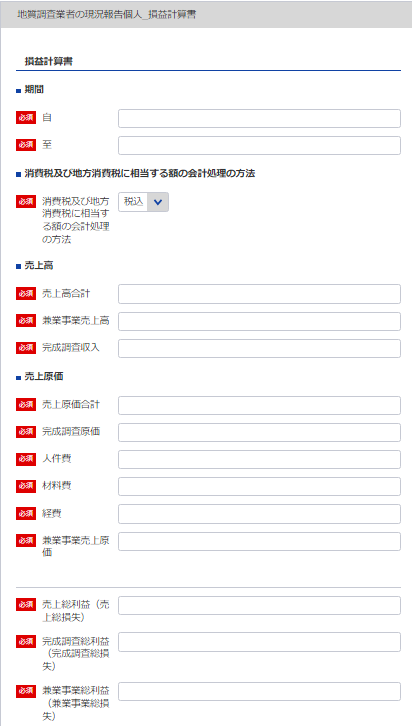 地質調査業者の現況報告個人_損益計算書
損益計算書
期間
必須 自
必須 至
消費税及び地方消費税に相当する額の会計処理の方法
必須 消費税及び地方 税込
消費税に相当す
る額の会計処理
の方法
売上高
必須 売上高合計
必須 兼業事業売上高
必須 完成調査収入
売上原価
必須 売上原価合計
必須 完成調査原価
必須 人件費
必須 材料費
必須 経費
必須 兼業事業売上原
価
必須 売上総利益（売
上総損失）
必須 完成調査総利益
（完成調査総損
失）
必須 兼業事業総利益
（兼業事業総損
失）